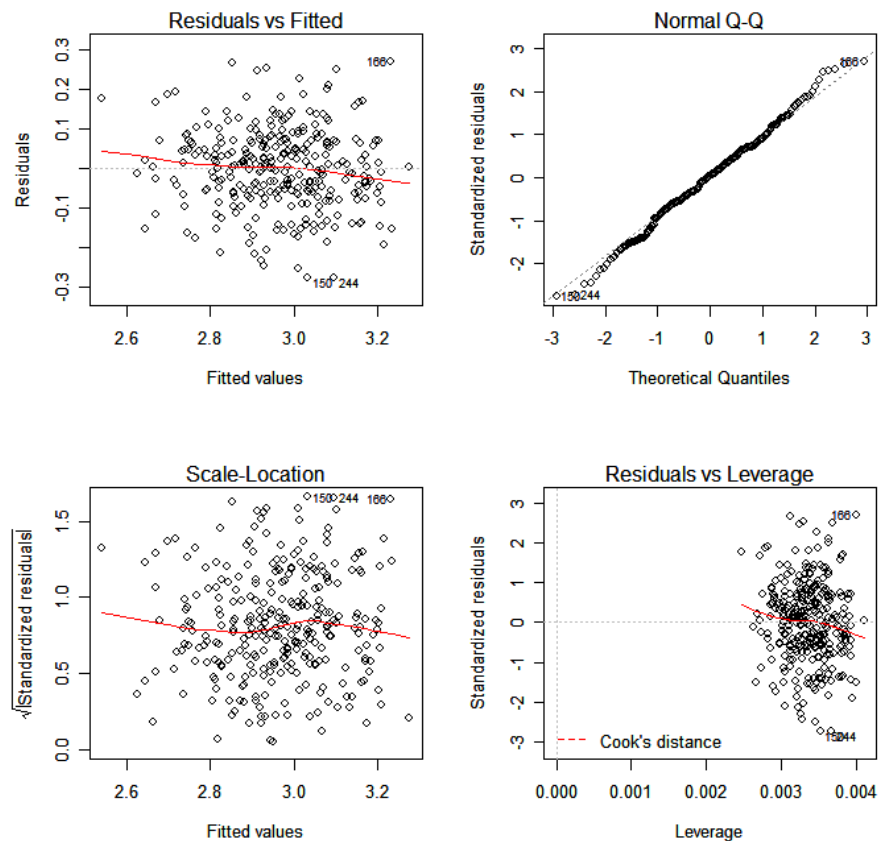 Residuals vs Fitted
Residuals
0.3
0.1
-0.1
-0.3
166
150
244
2.6 2.8 3.0 3.2
Fitted values
Normal Q-Q
Standardized residuals
3
2
1
0
-1
-2
166
150
244
-3 -2 -1 0 1 2 3
Theoretical Quantiles
Scale-Location
√|Standardized residuals|
1.5
1.0
0.5
0.0
150
244
166
2.6 2.8 3.0 3.2
Fitted values
Residuals vs Leverage
Standardized residuals
3
2
1
0
-1
-2
-3
166
150
244
Cook's distance
0.000 0.001 0.002 0.003 0.004
Leverage